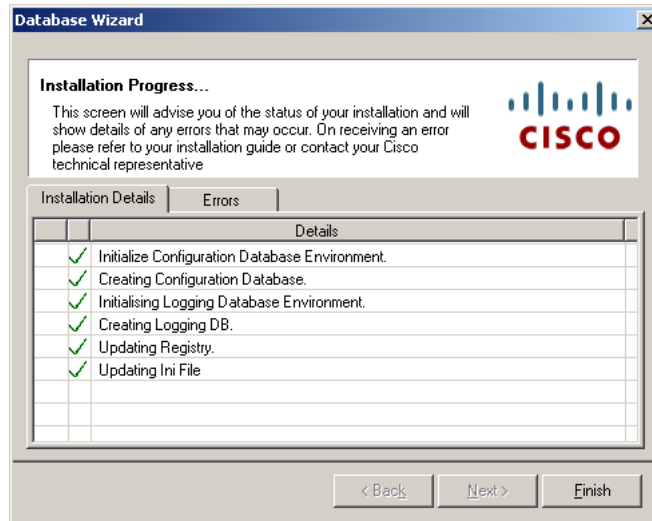 Database Wizard
Installation Progress...
This screen will advise you of the status of your installation and will
show details of any errors that may occur. On receiving an error
please refer to your installation guide or contact your Cisco
technical representative
CISCO
Installation Details
Errors
Details
Initialize Configuration Database Environment.
Creating Configuration Database.
Initialising Logging Database Environment.
Creating Logging DB.
Updating Registry.
Updating Ini File
< Back
Next >
Finish